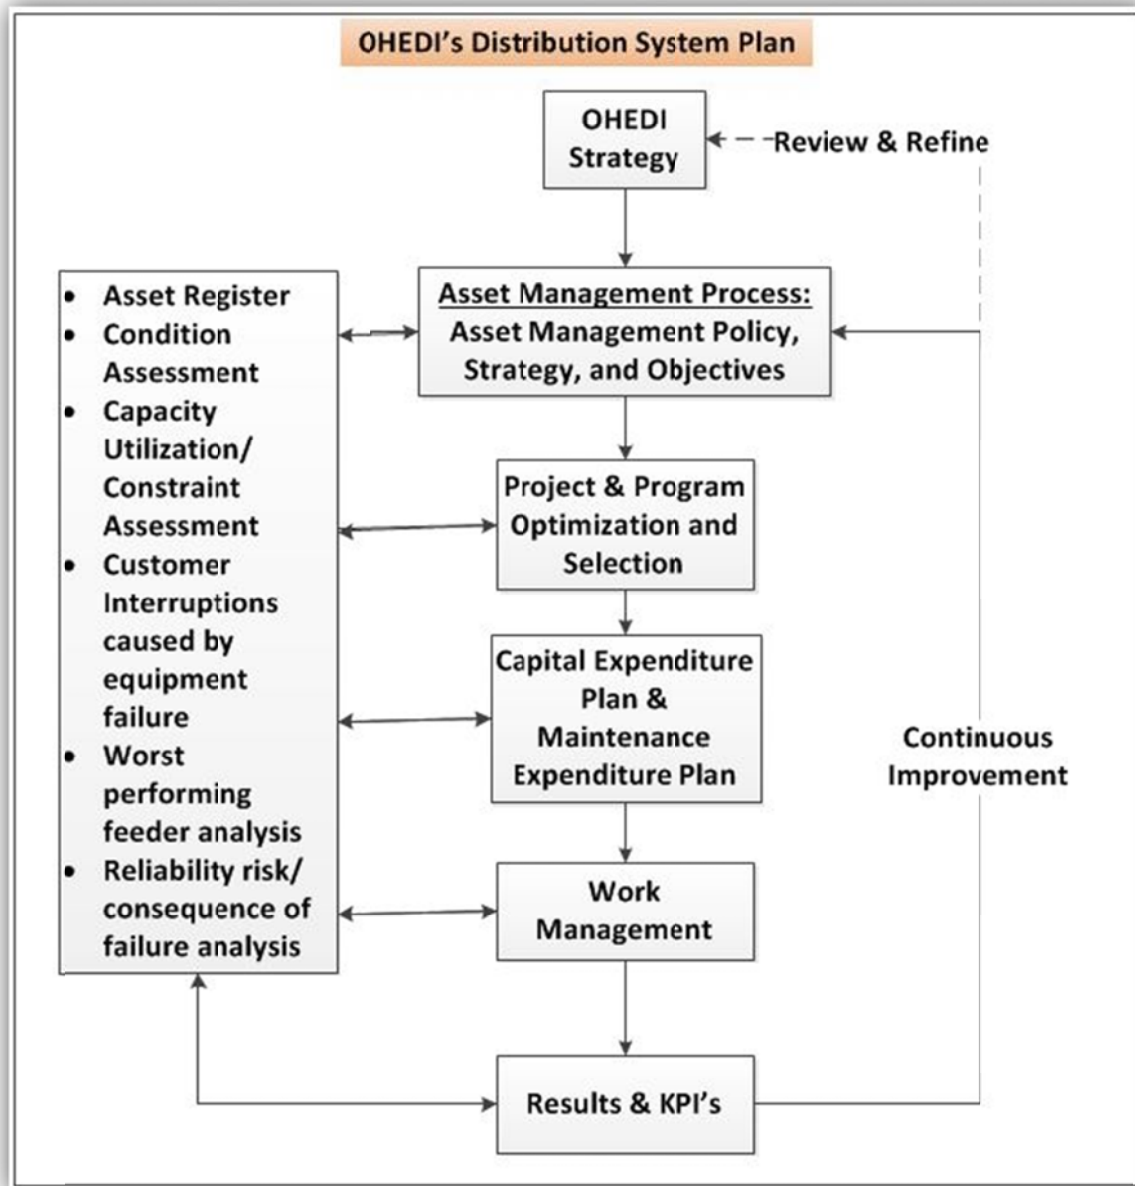 OHEDI's Distribution System Plan
OHEDI
Strategy
Review & Refine
• Asset Register
• Condition
Assessment
• Capacity
Utilization/
Constraint
Assessment
• Customer
Interruptions
caused by
equipment
failure
• Worst
performing
feeder analysis
• Reliability risk/
consequence of
failure analysis
Asset Management Process:
Asset Management Policy,
Strategy, and Objectives
Project & Program
Optimization and
Selection
Capital Expenditure
Plan &
Maintenance
Expenditure Plan
Continuous
Improvement
Work
Management
Results & KPI's